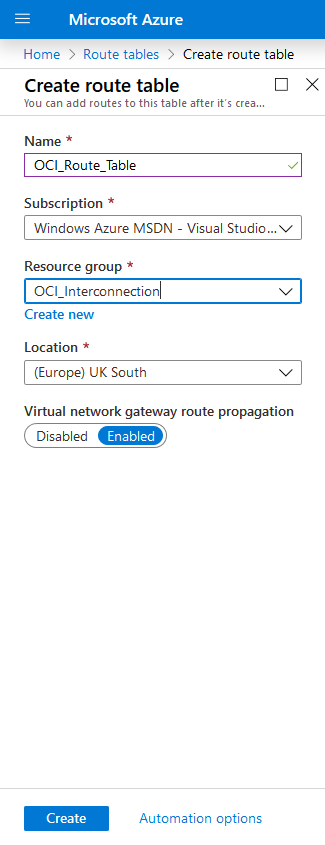 Microsoft Azure
Home > Route tables > Create route table
Create route table
You can add routes to this table after it's crea...
Name *
OCI_Route_Table
Subscription *
Windows Azure MSDN - Visual Studio...
Resource group *
OCI_Interconnection
Create new
Location *
(Europe) UK South
Virtual network gateway route propagation
Disabled Enabled
Create Automation options